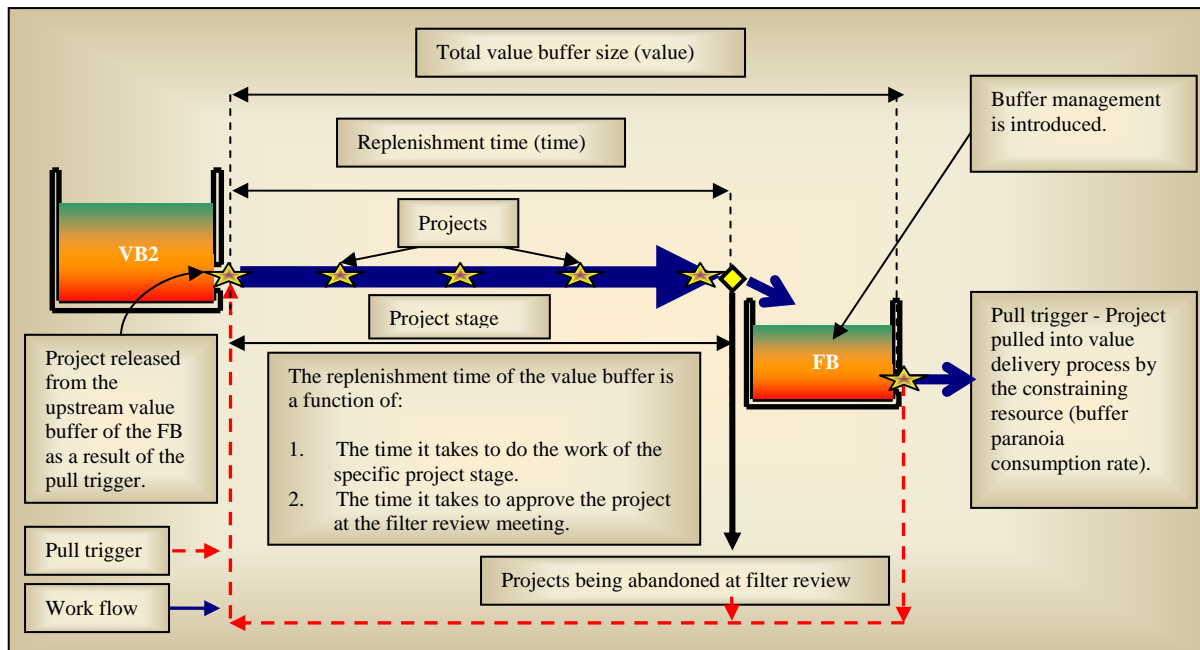 Total value buffer size (value)
Buffer management
is introduced.
Replenishment time (time)
Projects
VB2
Project stage
Project released
from the
upstream value
buffer of the FB
as a result of the
pull trigger.
The replenishment time of the value buffer is
a function of:
1. The time it takes to do the work of the
specific project stage.
2. The time it takes to approve the project
at the filter review meeting.
FB
Pull trigger - Project
pulled into value
delivery process by
the constraining
resource (buffer
paranoia
consumption rate).
Pull trigger
Projects being abandoned at filter review
Work flow